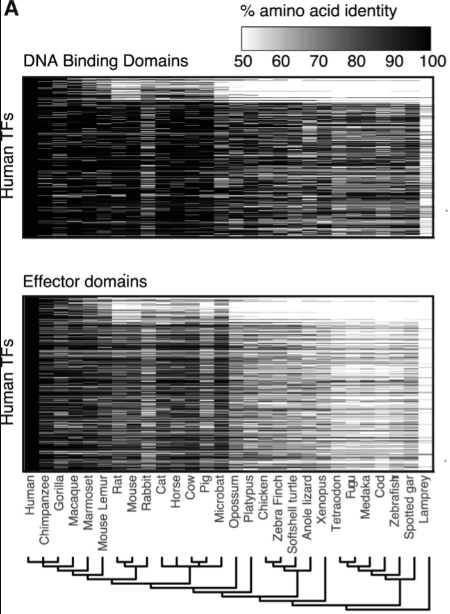 A
% amino acid identity
50 60 70 80 90 100
DNA Binding Domains
Human TFs
Effector domains
Human TFs
Human
Chimpanzee
Gorilla
Macaque
Marmoset
Mouse Lemur
Rat
Mouse
Rabbit
Cat
Horse
Cow
Pig
Microbat
Opossum
Platypus
Chicken
Zebra Finch
Softshell turtle
Anole lizard
Xenopus
Tetraodon
Fugu
Medaka
Cod
Zebrafish
Spotted gar
Lamprey